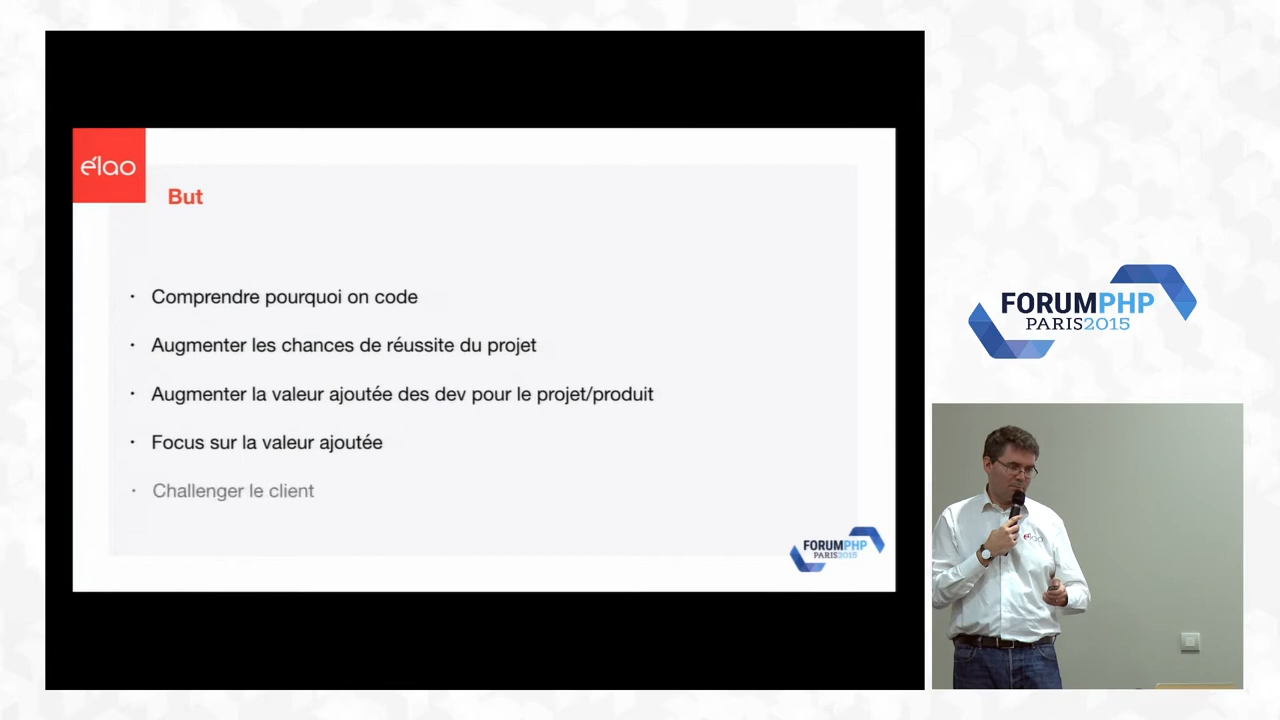 élao
But
· Comprendre pourquoi on code
· Augmenter les chances de réussite du projet
· Augmenter la valeur ajoutée des dev pour le projet/produit
· Focus sur la valeur ajoutée
· Challenger le client
FORUMPHP
PARIS2015
FORUMPHP
PARIS2015
élao